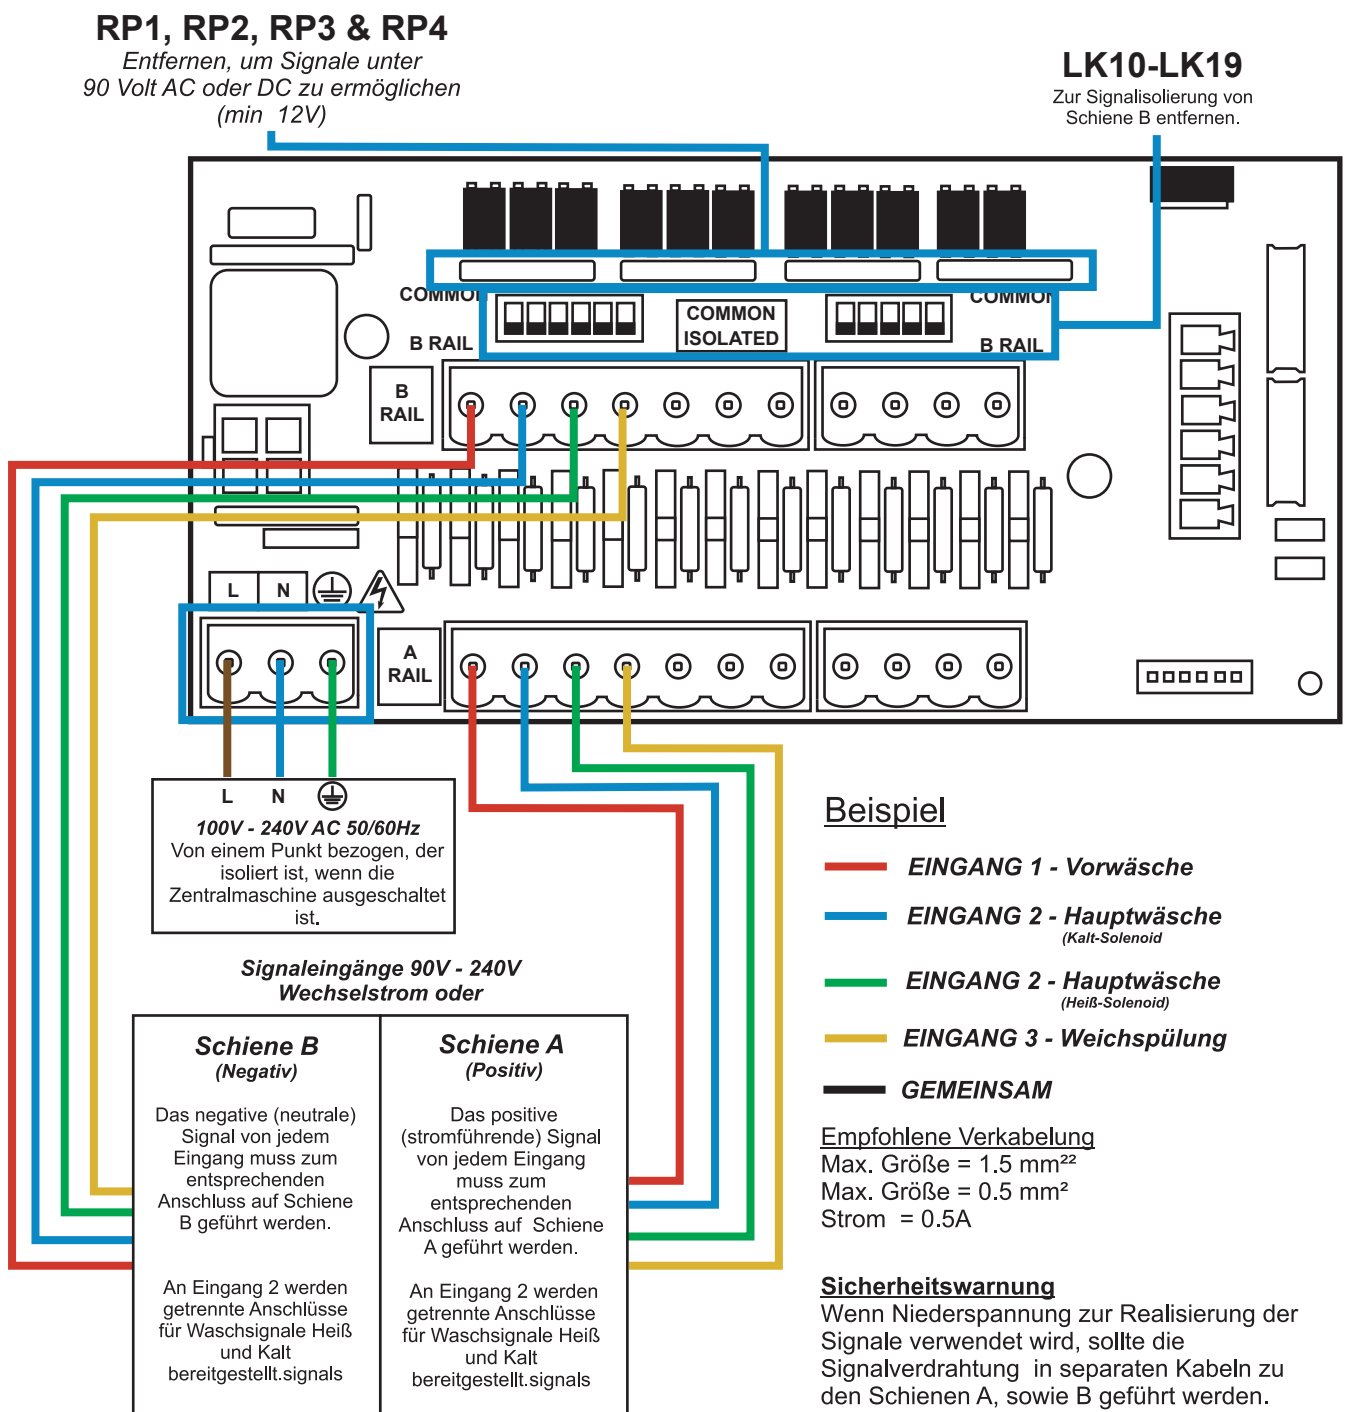 RP1, RP2, RP3 & RP4
Entfernen, um Signale unter
90 Volt AC oder DC zu ermöglichen
(min  12V)
LK10-LK19
Zur Signalisolierung von
Schiene B entfernen.
COMMON
COMMON
COMMON
ISOLATED
B RAIL
B RAIL
B
RAIL
L
N
A
RAIL
L
N
100V - 240V AC 50/60Hz
Von einem Punkt bezogen, der
isoliert ist, wenn die
Zentralmaschine ausgeschaltet
ist.
Signaleingänge 90V - 240V
Wechselstrom oder
Schiene B
(Negativ)
Das negative (neutrale)
Signal von jedem
Eingang muss zum
entsprechenden
Anschluss auf Schiene
B geführt werden.
An Eingang 2 werden
getrennte Anschlüsse
für Waschsignale Heiß
und Kalt
bereitgestellt.signals
Schiene A
(Positiv)
Das positive
(stromführende) Signal
von jedem Eingang
muss zum
entsprechenden
Anschluss auf  Schiene
A geführt werden.
An Eingang 2 werden
getrennte Anschlüsse
für Waschsignale Heiß
und Kalt
bereitgestellt.signals
Beispiel
EINGANG 1 - Vorwäsche
EINGANG 2 - Hauptwäsche
(Kalt-Solenoid
EINGANG 2 - Hauptwäsche
(Heiß-Solenoid)
EINGANG 3 - Weichspülung
GEMEINSAM
Empfohlene Verkabelung
Max. Größe = 1.5 mm²²
Max. Größe = 0.5 mm²
Strom  = 0.5A
Sicherheitswarnung
Wenn Niederspannung zur Realisierung der
Signale verwendet wird, sollte die
Signalverdrahtung  in separaten Kabeln zu
den Schienen A, sowie B geführt werden.